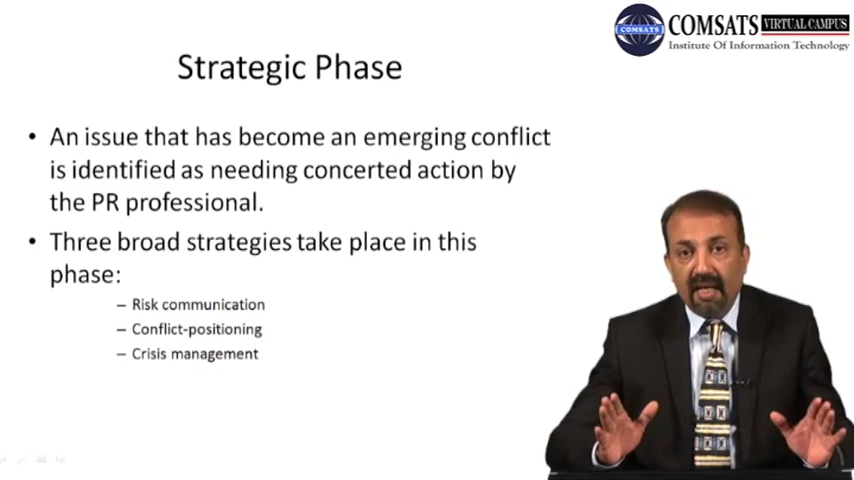 COMSATS VIRTUAL CAMPUS
COMSATS
Institute Of Information Technology
Strategic Phase
• An issue that has become an emerging conflict
is identified as needing concerted action by
the PR professional.
• Three broad strategies take place in this
phase:
– Risk communication
– Conflict-positioning
– Crisis management